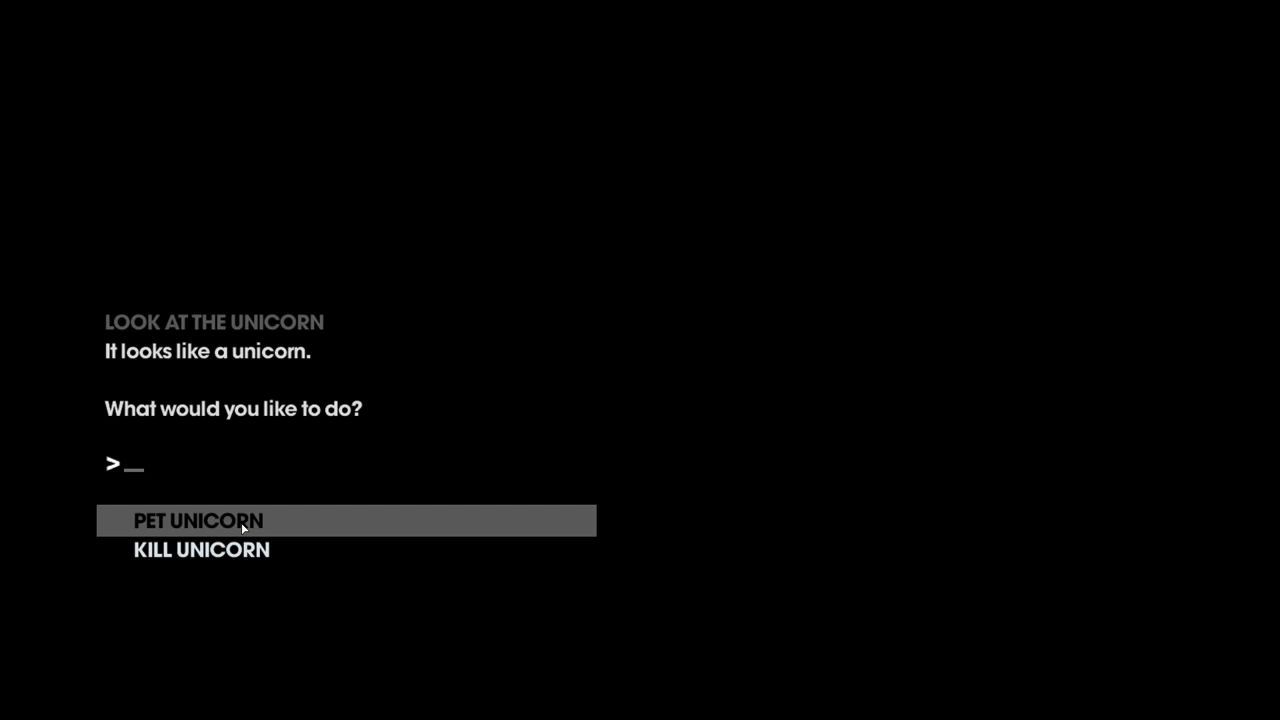 LOOK AT THE UNICORN
It looks like a unicorn.
What would you like to do?
>_
PET UNICORN
KILL UNICORN